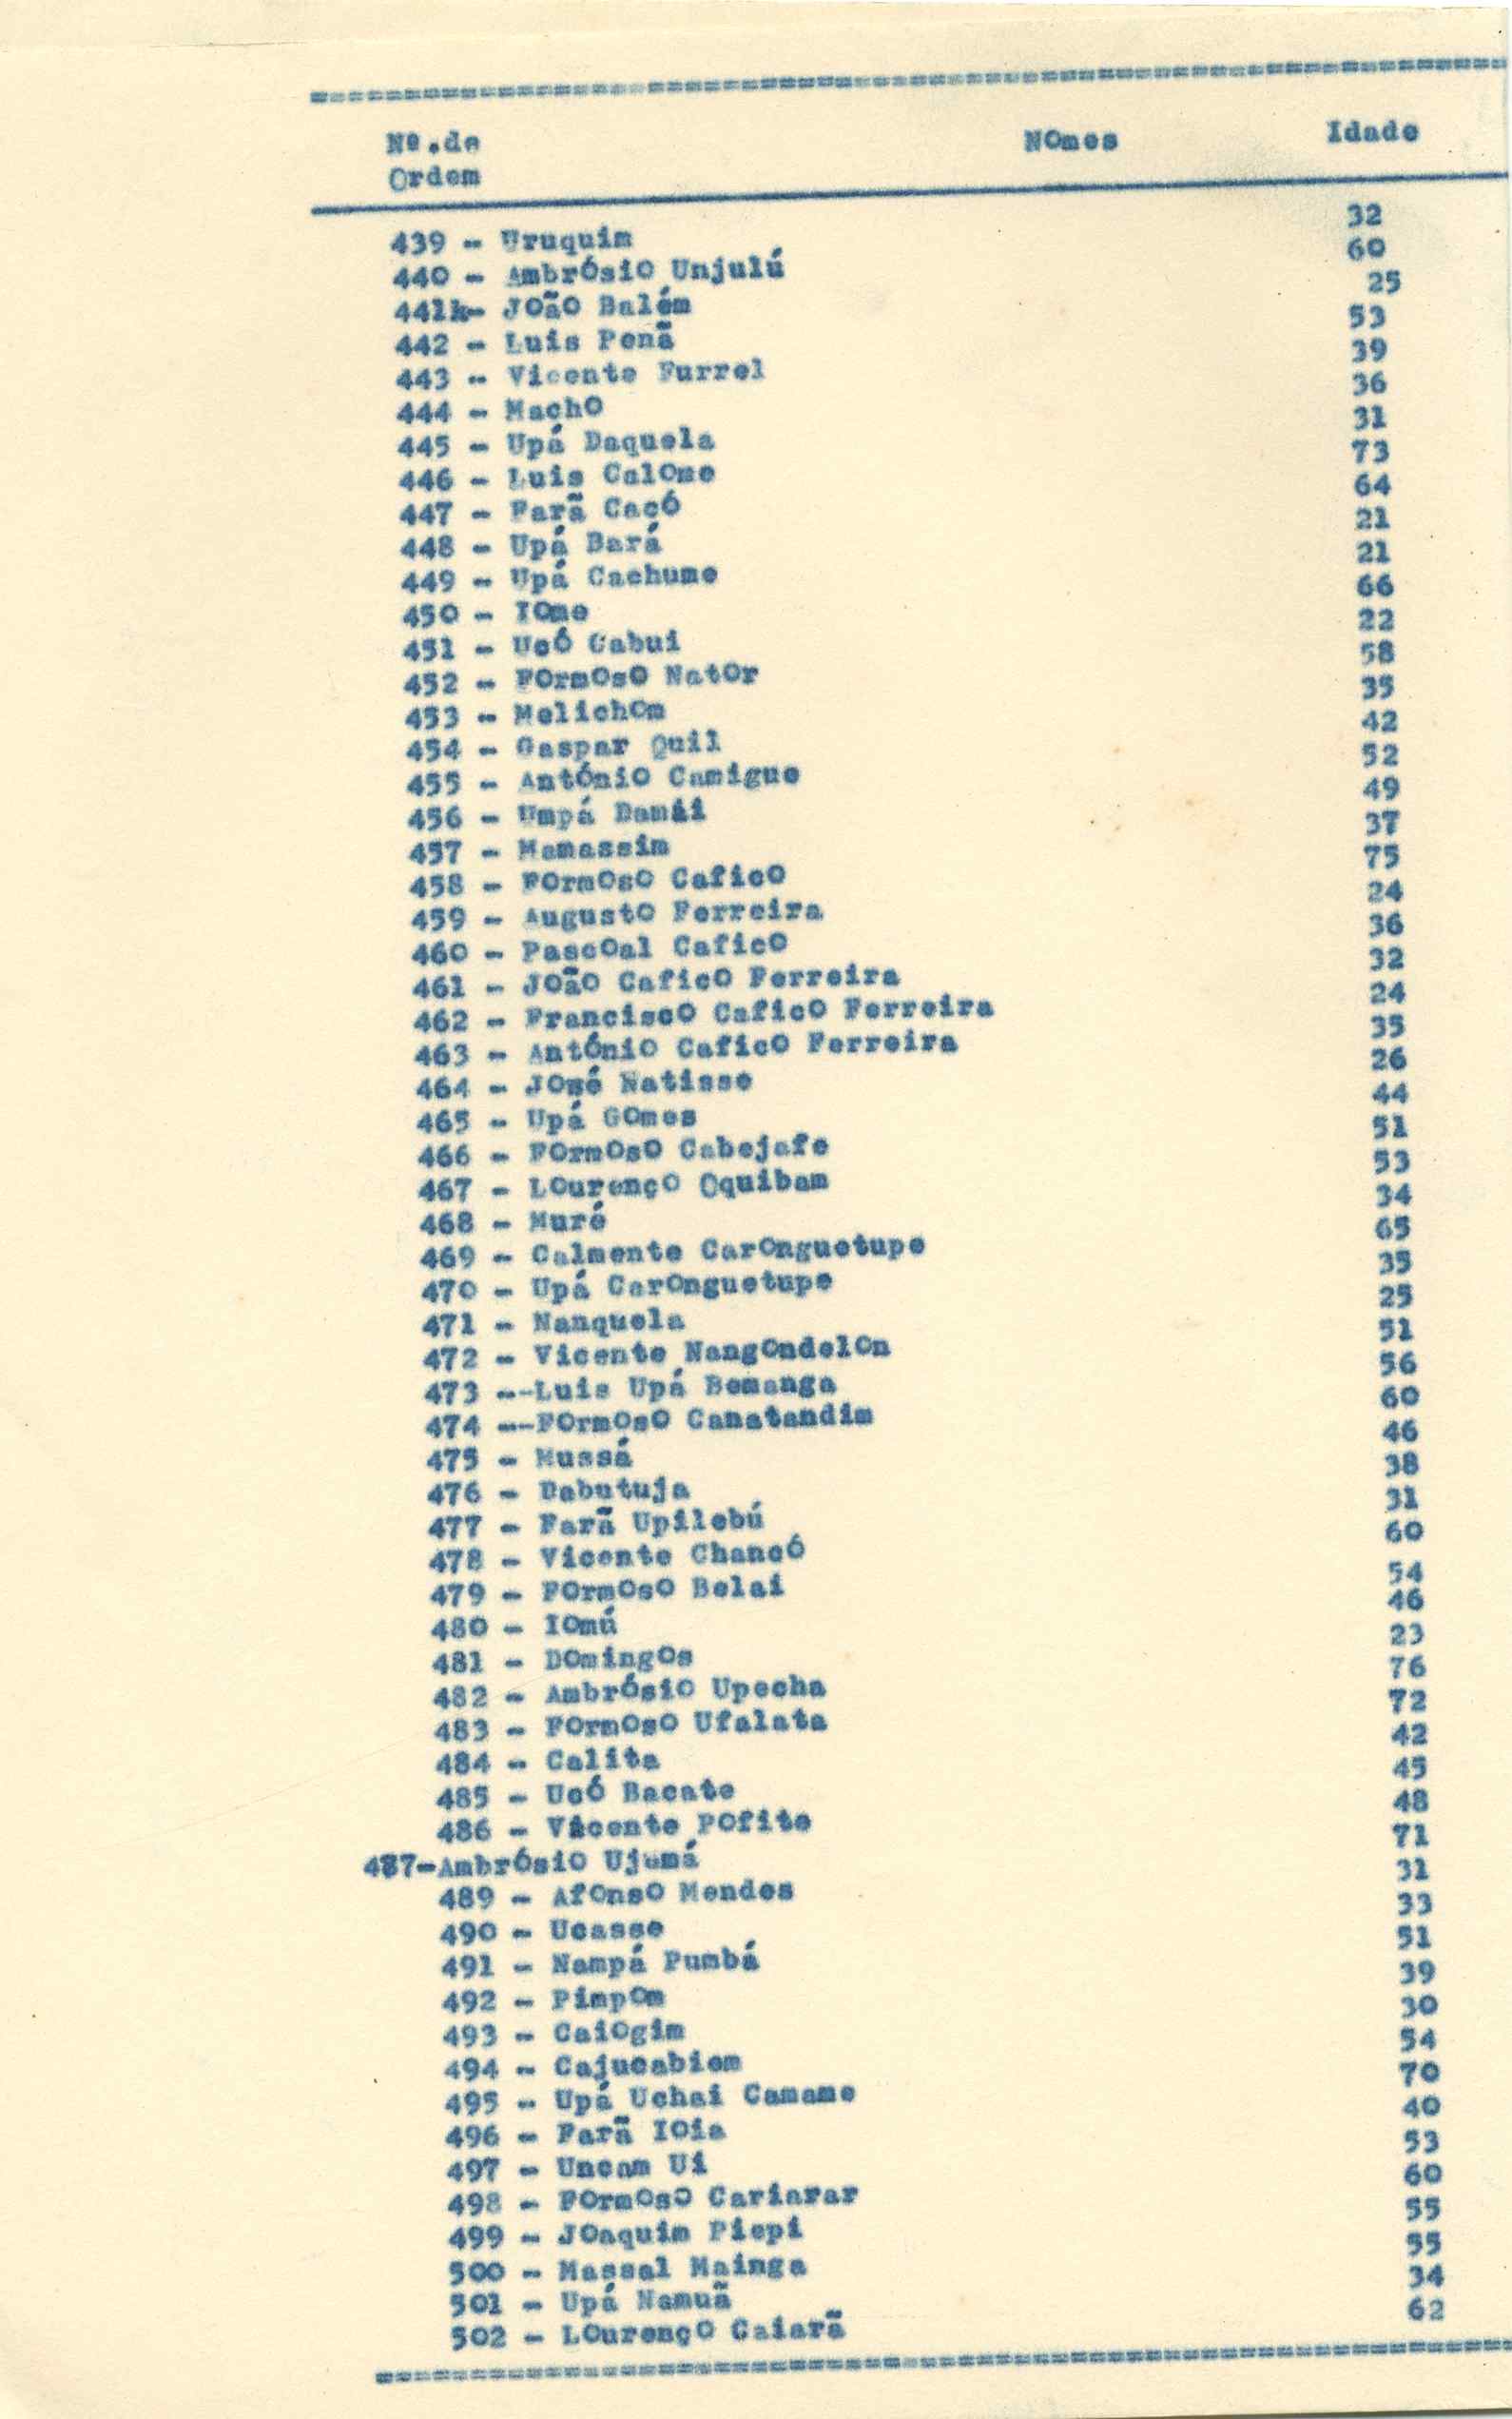 ================================================
Nº.de Nomes Idade
Ordem
439 - Uruquim 32
440 - Ambrósio Unjulú 60
441k- João Balém 25
442 - Luis Penã 53
443 - Vicente Furrel 39
444 - Macho 36
445 - Upá Daquela 31
446 - Luis Calome 73
447 - Farã Cacó 64
448 - Upá Bará 21
449 - Upá Cachume 21
450 - Iome 66
451 - Ucó Cabui 22
452 - Formoso Nator 58
453 - Melichom 35
454 - Gaspar Quil 42
455 - António Camigue 52
456 - Umpá Damái 49
457 - Mamassim 37
458 - Formoso Cafico 75
459 - Augusto Ferreira 24
460 - Pascoal Cafico 36
461 - João Cafico Ferreira 32
462 - Francisco Cafico Ferreira 24
463 - António Cafico Ferreira 35
464 - José Natisse 26
465 - Upá Gomes 44
466 - Formoso Cabejafe 51
467 - Lourenço Oquibam 53
468 - Muré 34
469 - Calmente Caronguetupe 65
470 - Upá Caronguetupe 35
471 - Nanquela 25
472 - Vicente Nangondelon 51
473 --Luis Upá Bemanga 56
474 --Formoso Canatandim 60
475 - Mussá 46
476 - Dabutuja 38
477 - Farã Upilebú 31
478 - Vicente Chancó 60
479 - Formoso Belai 54
480 - Iomú 46
481 - Domingos 23
482 - Ambrósio Upecha 76
483 - Formoso Ufalata 72
484 - Calita 42
485 - Ucó Bacate 45
486 - Vicente Pofite 48
487-Ambrósio Ujumá 71
489 - Afonso Mendes 31
490 - Ucasse 33
491 - Nampá Pumbá 51
492 - Pimpom 39
493 - Caiogim 30
494 - Cajucabiem 54
495 - Upá Uchai Camame 70
496 - Farã Ioia 40
497 - Uncam Ui 53
498 - Formoso Cariarar 60
499 - Joaquim Piepi 55
500 - Massal Mainga 55
501 - Upá Namuã 34
502 - Lourenço Caiarã 62
================================================